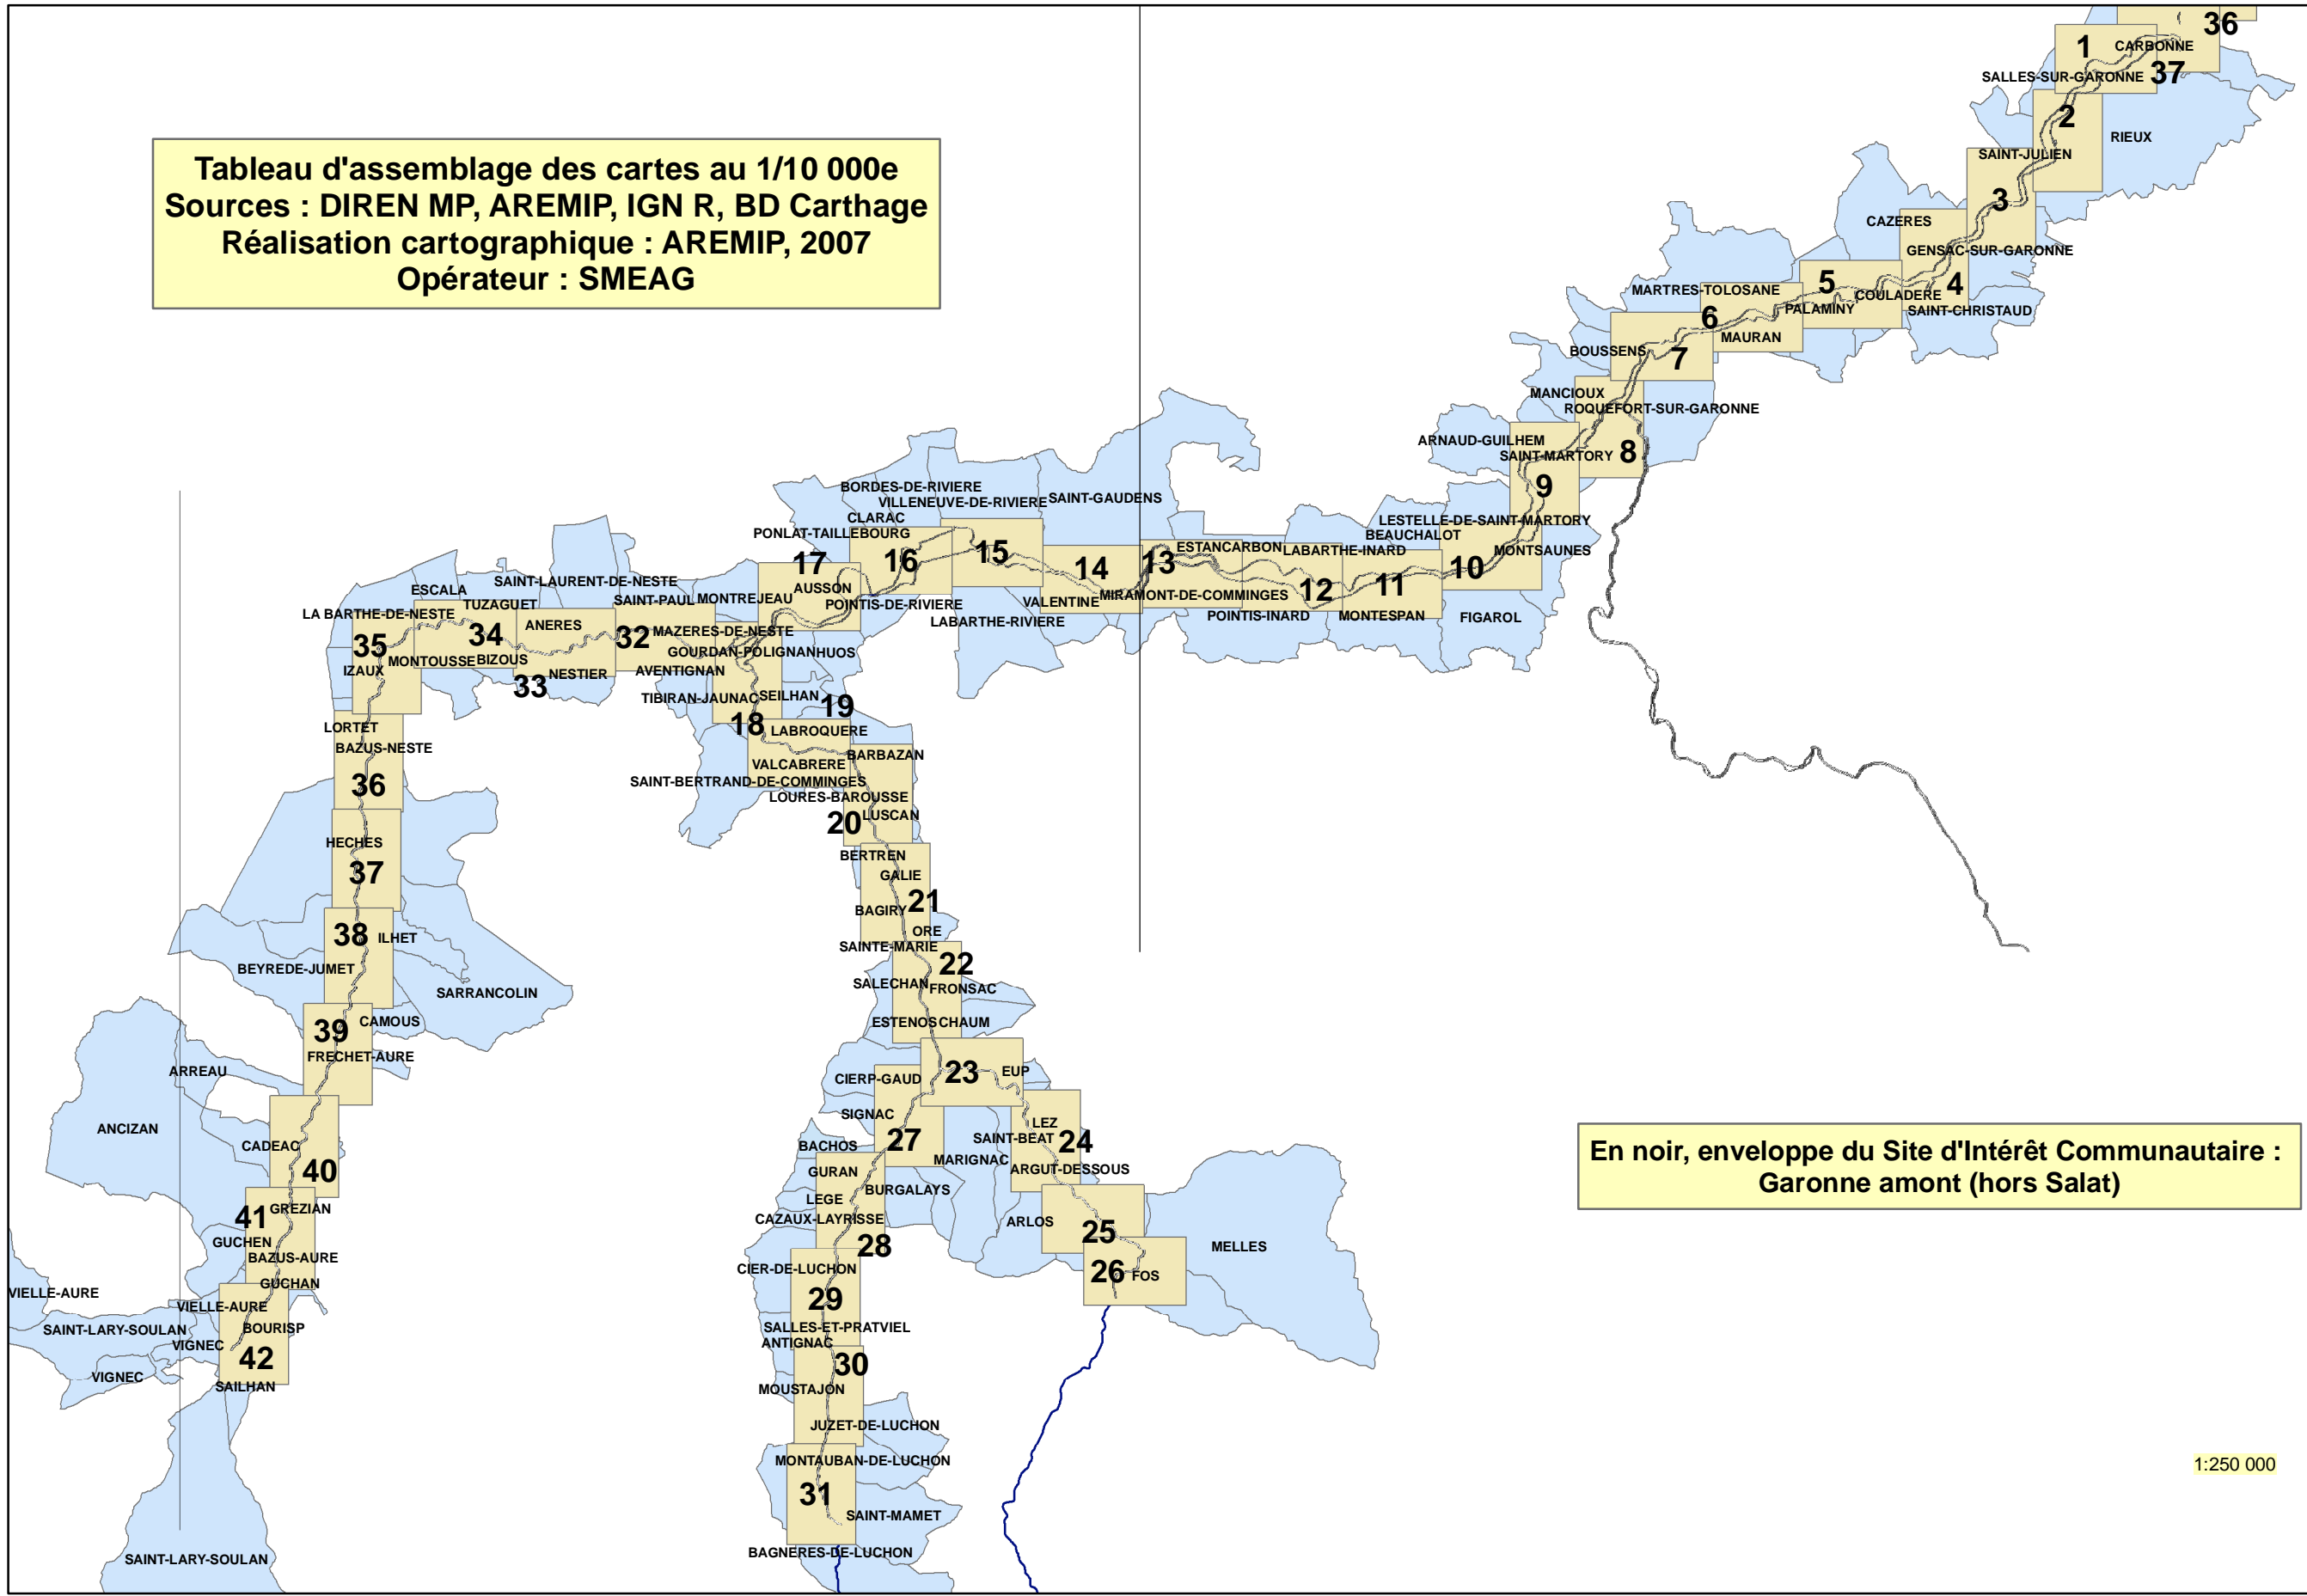 Tableau d'assemblage des cartes au 1/10 000e
Sources : DIREN MP, AREMIP, IGN R, BD Carthage
Réalisation cartographique : AREMIP, 2007
Opérateur : SMEAG
36
1
CARBONNE
SALLES-SUR-GARONNE
37
2
RIEUX
SAINT-JULIEN
3
CAZERES
GENSAC-SUR-GARONNE
4
5
COULADERE
SAINT-CHRISTAUD
MARTRES-TOLOSANE
PALAMINY
6
MAURAN
BOUSSENS
7
MANCIOUX
ROQUEFORT-SUR-GARONNE
ARNAUD-GUILHEM
SAINT-MARTORY
8
9
LESTELLE-DE-SAINT-MARTORY
BEAUCHALOT
MONTSAUNES
10
FIGAROL
BORDES-DE-RIVIERE
VILLENEUVE-DE-RIVIERE
SAINT-GAUDENS
CLARAC
PONLAT-TAILLEBOURG
17
16
15
14
13
ESTANCARBON
LABARTHE-INARD
12
11
AUSSON
POINTIS-DE-RIVIERE
VALENTINE
MIRAMONT-DE-COMMINGES
LABARTHE-RIVIERE
POINTIS-INARD
MONTESPAN
ESCALA
SAINT-LAURENT-DE-NESTE
TUZAGUET
SAINT-PAUL
MONTREJEAU
LA BARTHE-DE-NESTE
ANERES
35
34
32
MAZERES-DE-NESTE
GOURDAN-POLIGNAN
HUOS
IZAUX
MONTOUSSE
BIZOUS
33
NESTIER
AVENTIGNAN
TIBIRAN-JAUNAC
SEILHAN
19
18
LABROQUERE
LORTET
BAZUS-NESTE
BARBAZAN
VALCABRERE
SAINT-BERTRAND-DE-COMMINGES
36
LOURES-BAROUSSE
20
LUSCAN
HECHES
BERTREN
37
GALIE
BAGIRY
21
38
ILHET
ORE
SAINTE-MARIE
BEYREDE-JUMET
22
SALECHAN
FRONSAC
SARRANCOLIN
39
CAMOUS
ESTENOS
CHAUM
FRECHET-AURE
ARREAU
CIERP-GAUD
23
EUP
ANCIZAN
SIGNAC
LEZ
CADEAC
BACHOS
27
SAINT-BEAT
24
40
GURAN
MARIGNAC
ARGUT-DESSOUS
En noir, enveloppe du Site d'Intérêt Communautaire :
Garonne amont (hors Salat)
LEGE
BURGALAYS
41
GREZIAN
CAZAUX-LAYRISSE
ARLOS
25
GUCHEN
28
MELLES
BAZUS-AURE
CIER-DE-LUCHON
26
FOS
GUCHAN
VIELLE-AURE
VIELLE-AURE
29
SAINT-LARY-SOULAN
BOURISP
SALLES-ET-PRATVIEL
VIGNEC
ANTIGNAC
42
30
VIGNEC
SAILHAN
MOUSTAJON
JUZET-DE-LUCHON
MONTAUBAN-DE-LUCHON
1:250 000
31
SAINT-MAMET
SAINT-LARY-SOULAN
BAGNERES-DE-LUCHON